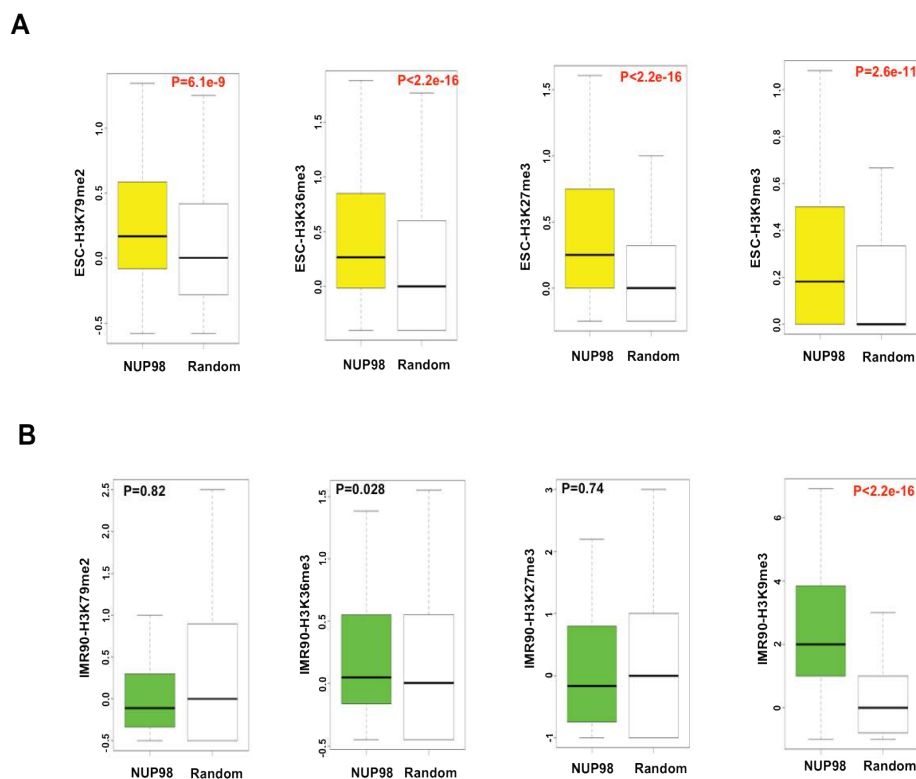 A
P=6.1e-9
ESC-H3K79me2
-0.5 0.0 0.5 1.0
NUP98 Random
P<2.2e-16
ESC-H3K36me3
0.0 0.5 1.0 1.5
NUP98 Random
P<2.2e-16
ESC-H3K27me3
0.0 0.5 1.0 1.5
NUP98 Random
P=2.6e-11
ESC-H3K9me3
0.0 0.2 0.4 0.6 0.8 1.0
NUP98 Random
B
P=0.82
IMR90-H3K79me2
-0.5 0.0 0.5 1.0 1.5 2.0 2.5
NUP98 Random
P=0.028
IMR90-H3K36me3
-0.5 0.0 0.5 1.0 1.5
NUP98 Random
P=0.74
IMR90-H3K27me3
-1 0 1 2 3
NUP98 Random
P<2.2e-16
IMR90-H3K9me3
0 2 4 6
NUP98 Random